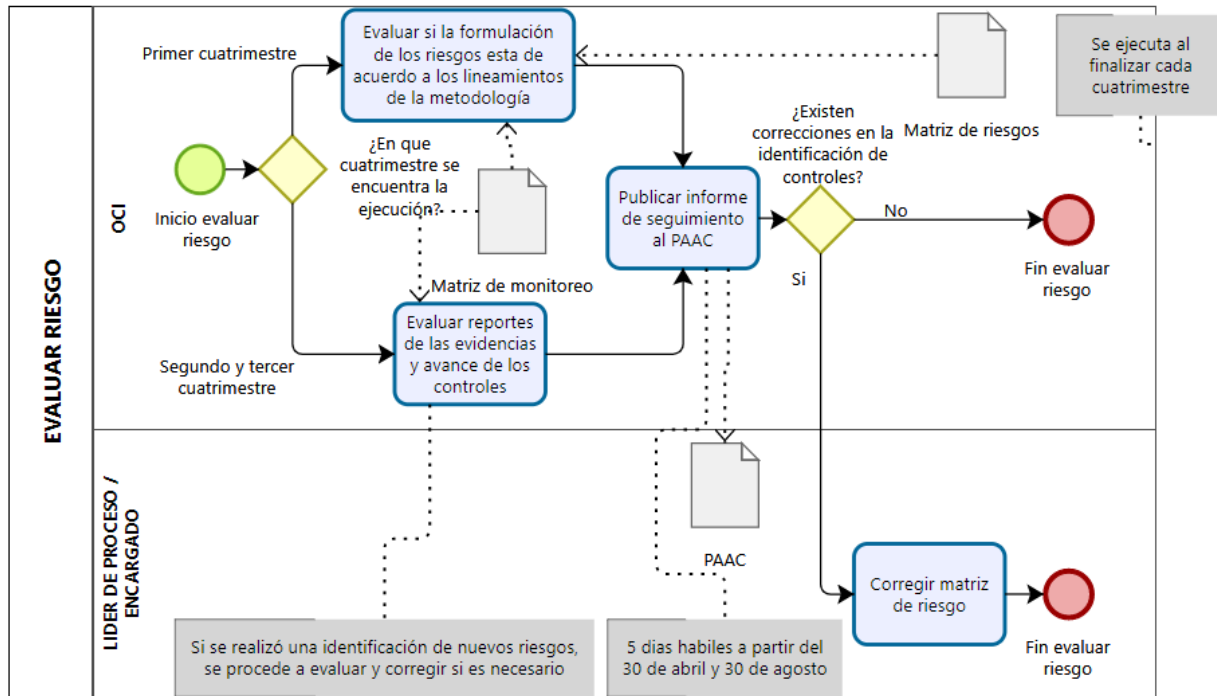 EVALUAR RIESGO
OCI
Primer cuatrimestre
Evaluar si la formulación
de los riesgos esta de
acuerdo a los lineamientos
de la metodología
Se ejecuta al
finalizar cada
cuatrimestre
Matriz de riesgos
¿En que
cuatrimestre se
encuentra la
ejecución?
¿Existen
correcciones en la
identificación de
controles?
Inicio evaluar
riesgo
Publicar informe
de seguimiento
al PAAC
No
Si
Fin evaluar
riesgo
Matriz de monitoreo
Evaluar reportes
de las evidencias
y avance de los
controles
Segundo y tercer
cuatrimestre
LIDER DE PROCESO /
ENCARGADO
PAAC
Corregir matriz
de riesgo
Fin evaluar
riesgo
Si se realizó una identificación de nuevos riesgos,
se procede a evaluar y corregir si es necesario
5 dias habiles a partir del
30 de abril y 30 de agosto